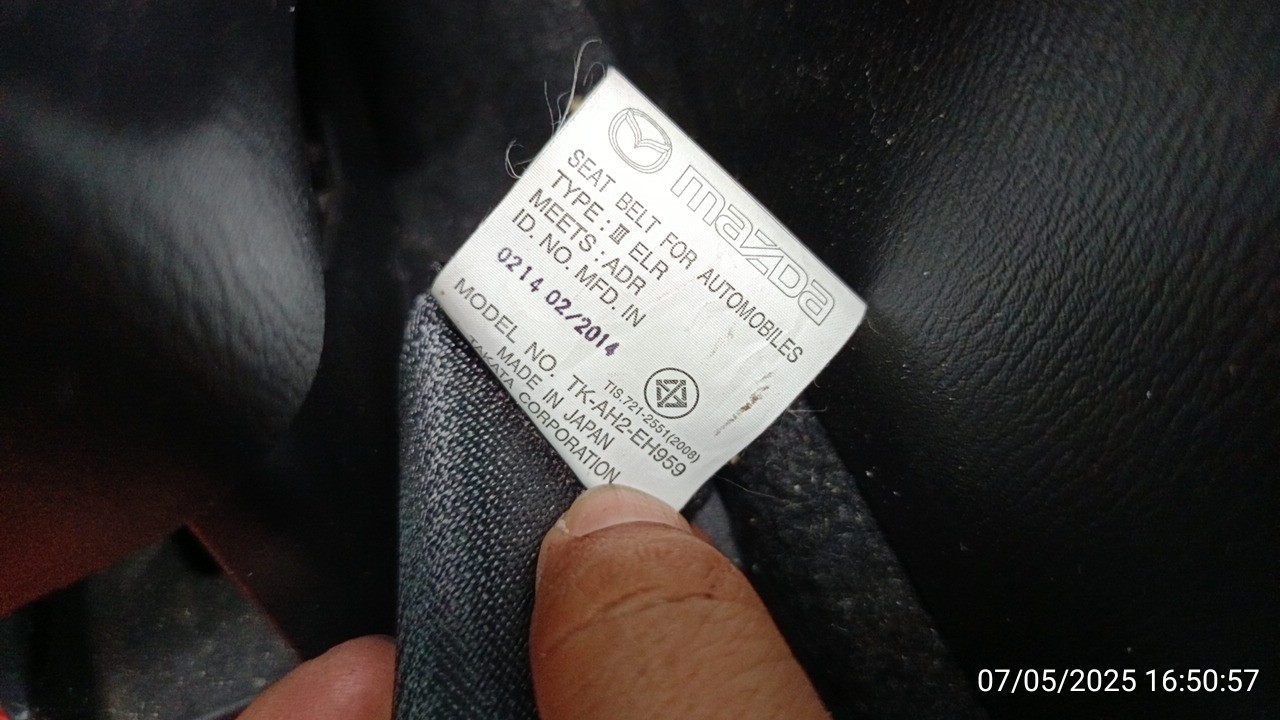 mazda
SEAT BELT FOR AUTOMOBILES
TYPE : Ⅲ ELR
MEETS : ADR
ID. NO. MFD. IN
0214 02/2014
TIS.721-2551(2008)
MODEL NO. TK-AH2-EH959
MADE IN JAPAN
TAKATA CORPORATION
07/05/2025 16:50:57